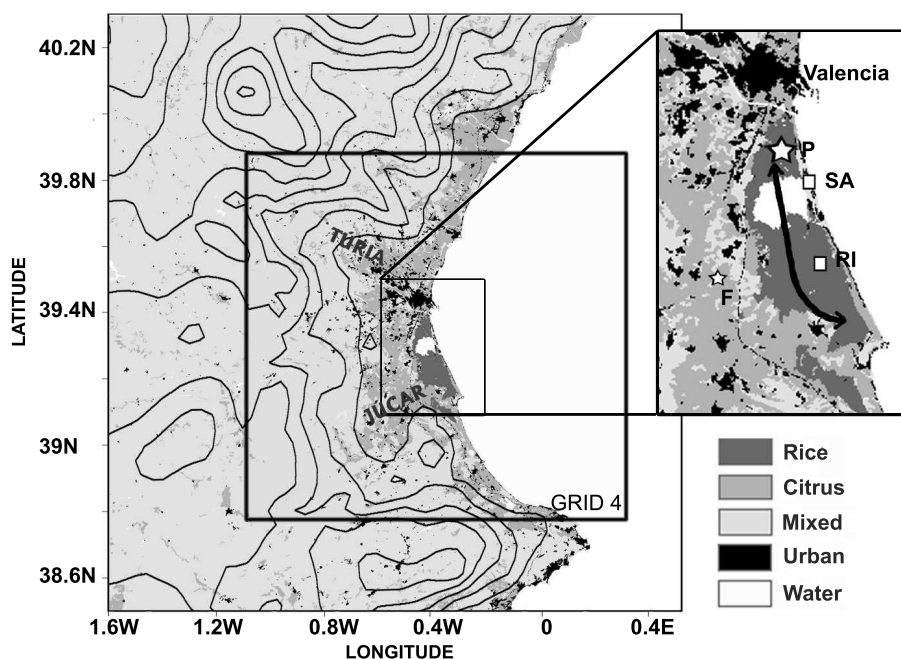 40.2N
39.8N
39.4N
39N
38.6N
LATITUDE
1.6W 1.2W 0.8W 0.4W 0 0.4E
LONGITUDE
TURIA
JUCAR
GRID 4
Valencia
P
SA
RI
F
Rice
Citrus
Mixed
Urban
Water